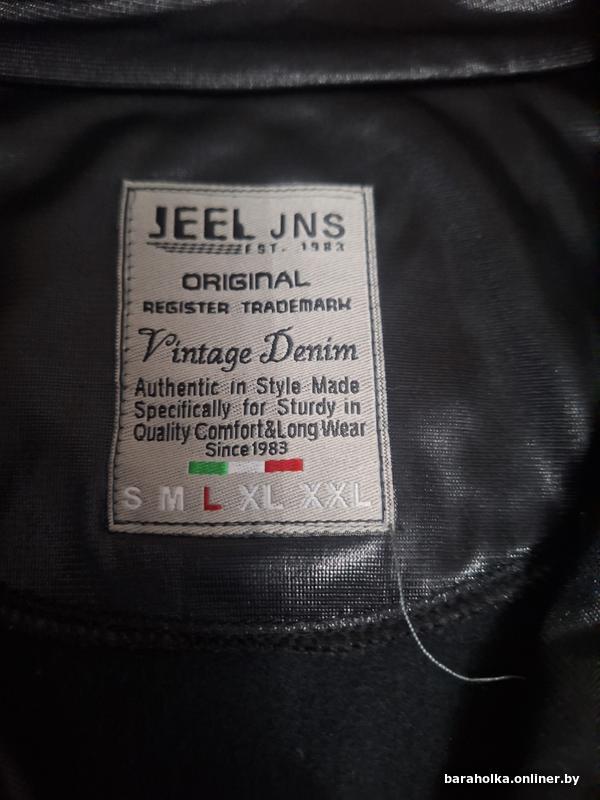 JEEL JNS
EST. 1983
ORIGINAL
REGISTER TRADEMARK
Vintage Denim
Authentic in Style Made
Specifically for Sturdy in
Quality Comfort&Long Wear
Since1983
S M L XL XXL
baraholka.onliner.by